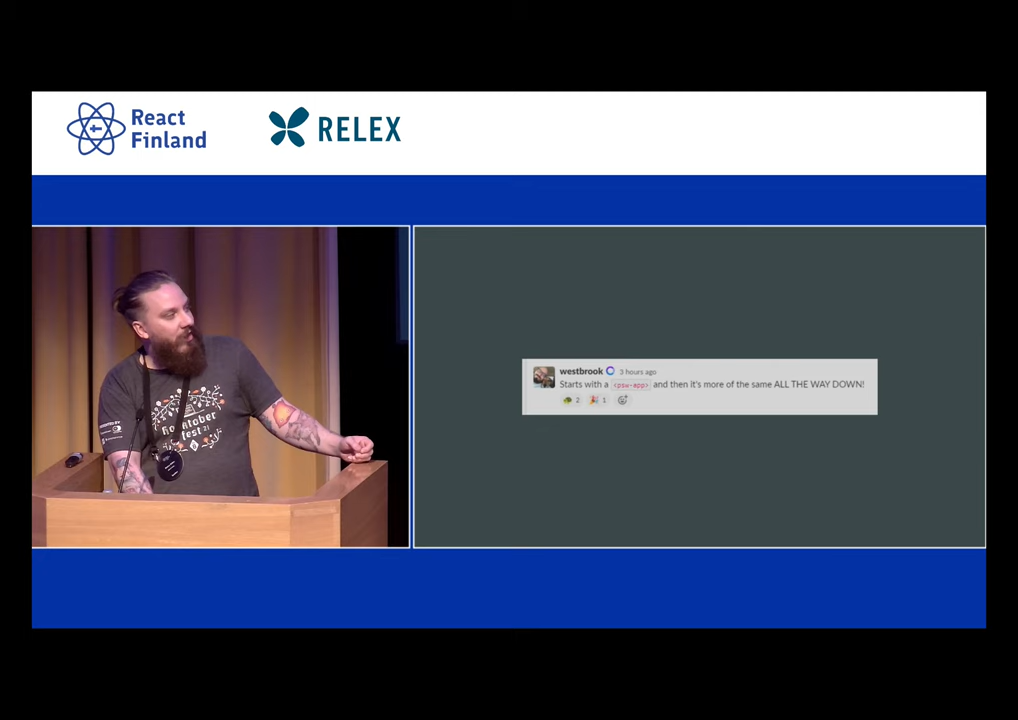 React
Finland
RELEX
westbrook 3 hours ago
Starts with a <psw-app> and then it's more of the same ALL THE WAY DOWN!
2 1
fest